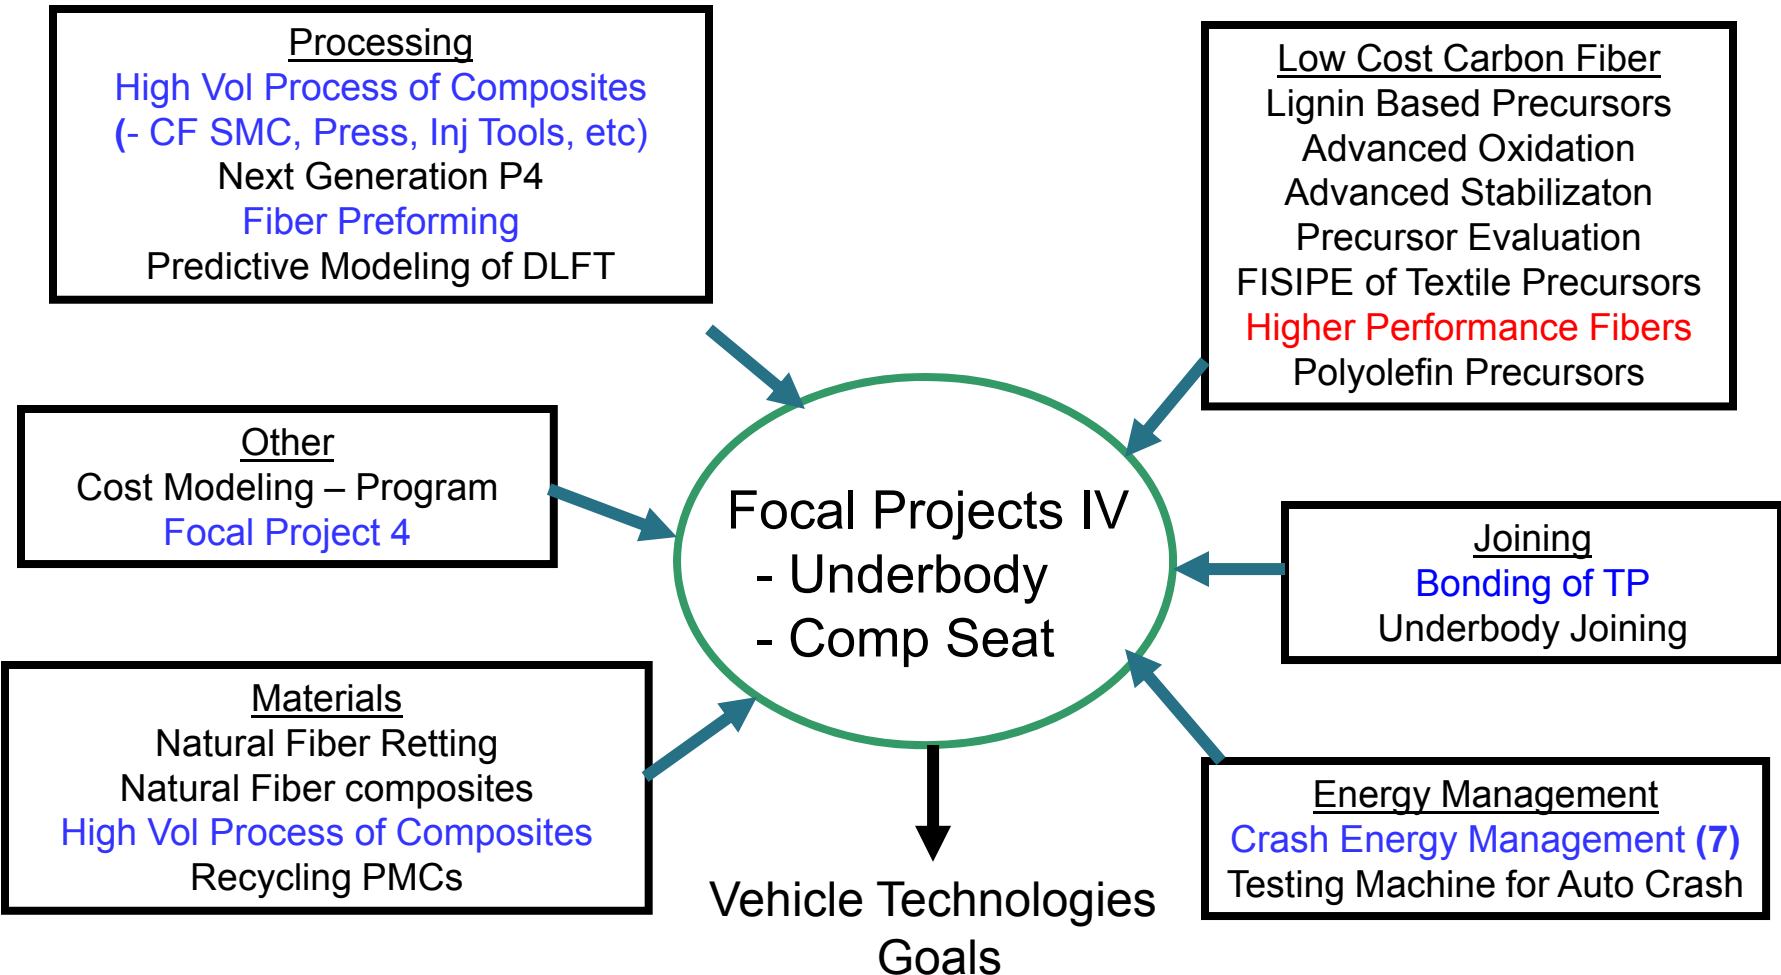 Processing
High Vol Process of Composites
(- CF SMC, Press, Inj Tools, etc)
Next Generation P4
Fiber Preforming
Predictive Modeling of DLFT
Low Cost Carbon Fiber
Lignin Based Precursors
Advanced Oxidation
Advanced Stabilizaton
Precursor Evaluation
FISIPE of Textile Precursors
Higher Performance Fibers
Polyolefin Precursors
Other
Cost Modeling – Program
Focal Project 4
Focal Projects IV
- Underbody
- Comp Seat
Joining
Bonding of TP
Underbody Joining
Materials
Natural Fiber Retting
Natural Fiber composites
High Vol Process of Composites
Recycling PMCs
Energy Management
Crash Energy Management (7)
Testing Machine for Auto Crash
Vehicle Technologies
Goals